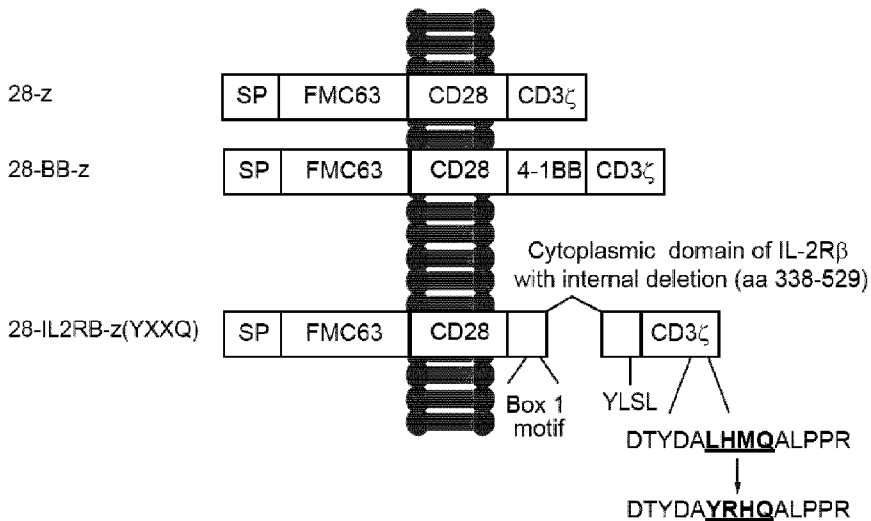 28-z
SP FMC63 CD28 CD3ζ
28-BB-z
SP FMC63 CD28 4-1BB CD3ζ
Cytoplasmic domain of IL-2Rβ
with internal deletion (aa 338-529)
28-IL2RB-z(YXXQ)
SP FMC63 CD28 CD3ζ
Box 1
motif
YLSL
DTYDALHMQALPPR
DTYDAYRHQALPPR